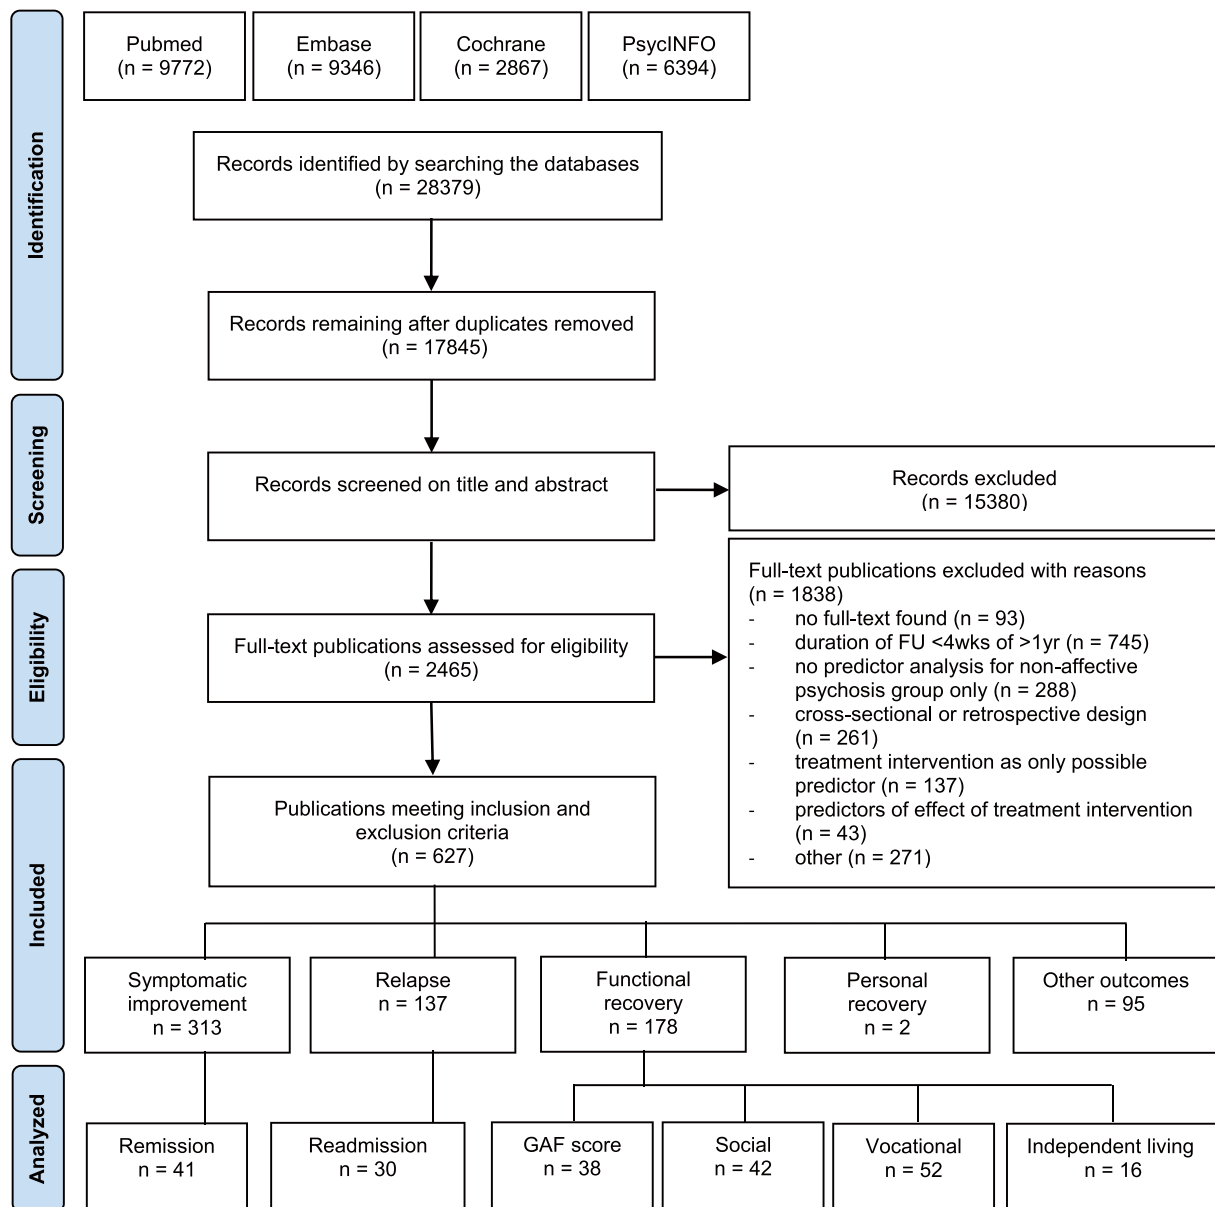 Identification
Pubmed
(n = 9772)
Embase
(n = 9346)
Cochrane
(n = 2867)
PsycINFO
(n = 6394)
Records identified by searching the databases
(n = 28379)
Records remaining after duplicates removed
(n = 17845)
Screening
Records screened on title and abstract
Records excluded
(n = 15380)
Eligibility
Full-text publications assessed for eligibility
(n = 2465)
Full-text publications excluded with reasons
(n = 1838)
- no full-text found (n = 93)
- duration of FU <4wks of >1yr (n = 745)
- no predictor analysis for non-affective
psychosis group only (n = 288)
- cross-sectional or retrospective design
(n = 261)
- treatment intervention as only possible
predictor (n = 137)
- predictors of effect of treatment intervention
(n = 43)
- other (n = 271)
Included
Publications meeting inclusion and
exclusion criteria
(n = 627)
Symptomatic
improvement
n = 313
Relapse
n = 137
Functional
recovery
n = 178
Personal
recovery
n = 2
Other outcomes
n = 95
Analyzed
Remission
n = 41
Readmission
n = 30
GAF score
n = 38
Social
n = 42
Vocational
n = 52
Independent living
n = 16